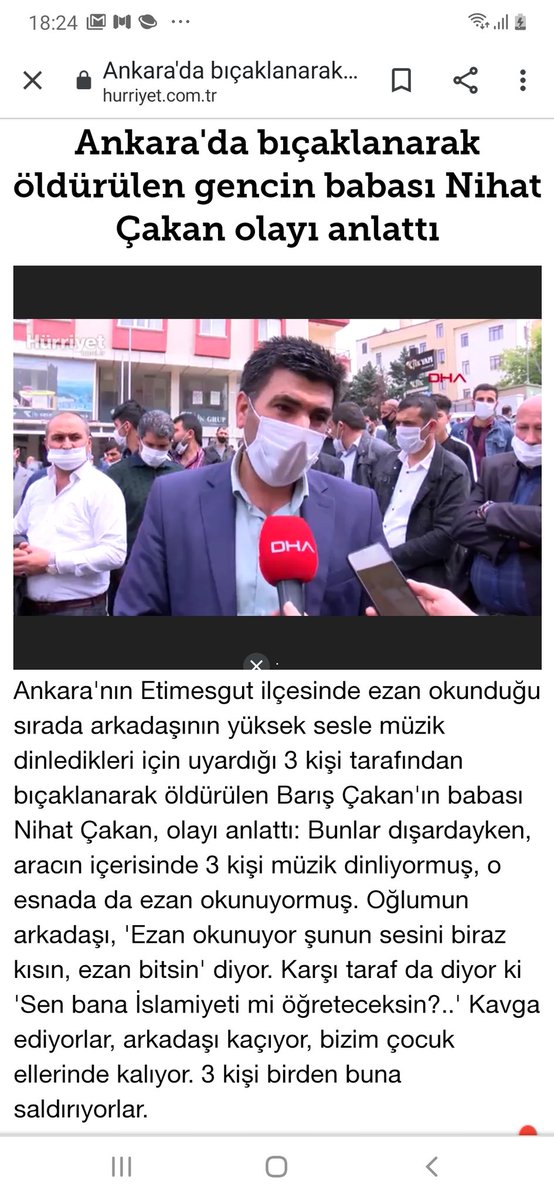 18:24
Ankara'da bıçaklanarak...
hurriyet.com.tr
Ankara'da bıçaklanarak
öldürülen gencin babası Nihat
Çakan olayı anlattı
Hürriyet
DHA
DHA
Ankara'nın Etimesgut ilçesinde ezan okunduğu
sırada arkadaşının yüksek sesle müzik
dinledikleri için uyardığı 3 kişi tarafından
bıçaklanarak öldürülen Barış Çakan'ın babası
Nihat Çakan, olayı anlattı: Bunlar dışardayken,
aracın içerisinde 3 kişi müzik dinliyormuş, o
esnada da ezan okunuyormuş. Oğlumun
arkadaşı, 'Ezan okunuyor şunun sesini biraz
kısın, ezan bitsin' diyor. Karşı taraf da diyor ki
'Sen bana İslamiyeti mi öğreteceksin?..' Kavga
ediyorlar, arkadaşı kaçıyor, bizim çocuk
ellerinde kalıyor. 3 kişi birden buna
saldırıyorlar.